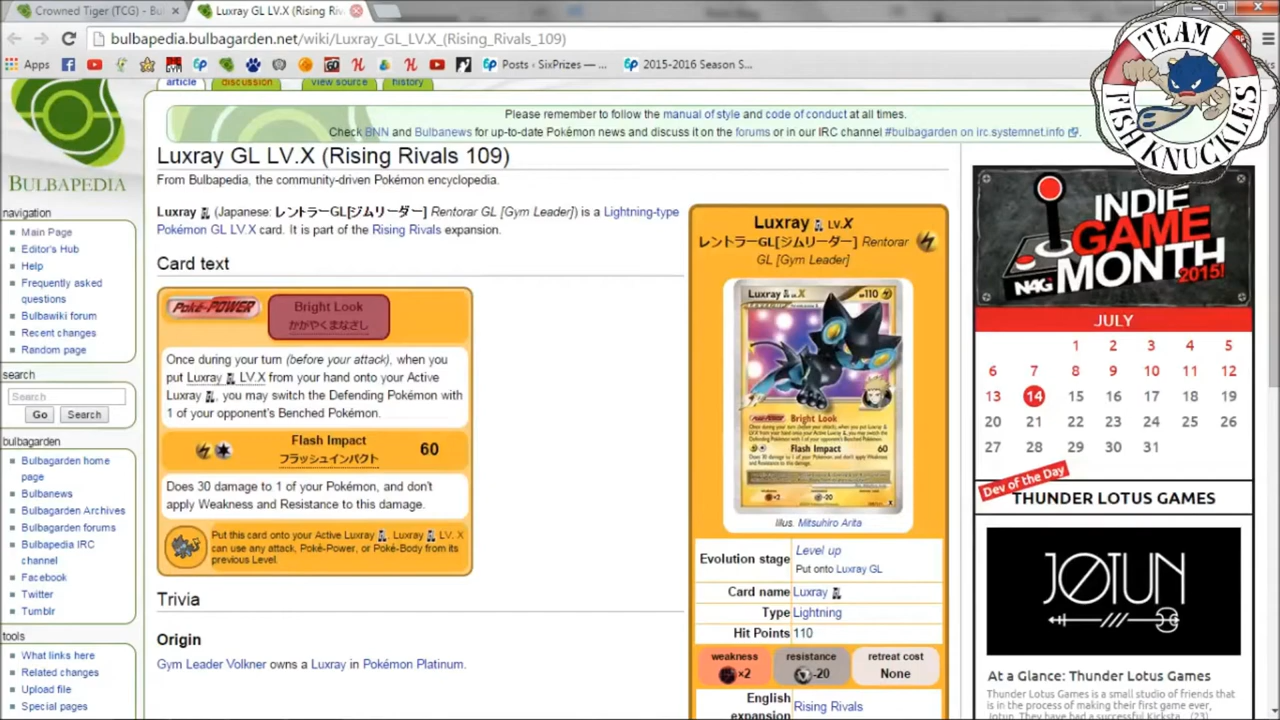 Crowned Tiger (TCG) - Bul
Luxray GL LV.X (Rising Riv
bulbapedia.bulbagarden.net/wiki/Luxray_GL_LV.X_(Rising_Rivals_109)
Apps
Posts ‹ SixPrizes — ...
2015-2016 Season S...
TEAM
FISH KNUCKLES
article
discussion
view source
history
Please remember to follow the manual of style and code of conduct at all times.
Check BNN and Bulbanews for up-to-date Pokémon news and discuss it on the forums or in our IRC channel #bulbagarden on irc.systemnet.info
BULBAPEDIA
navigation
Main Page
Editor's Hub
Help
Frequently asked
questions
Bulbawiki forum
Recent changes
Random page
search
Search
Go
Search
bulbagarden
Bulbagarden home
page
Bulbanews
Bulbagarden Archives
Bulbagarden forums
Bulbapedia IRC
channel
Facebook
Twitter
Tumblr
tools
What links here
Related changes
Upload file
Special pages
Luxray GL LV.X (Rising Rivals 109)
From Bulbapedia, the community-driven Pokémon encyclopedia.
Luxray (Japanese: レントラーGL[ジムリーダー] Rentorar GL [Gym Leader]) is a Lightning-type
Pokémon GL LV.X card. It is part of the Rising Rivals expansion.
Card text
Poké-POWER
Bright Look
かがやくまなざし
Once during your turn (before your attack), when you
put Luxray LV.X from your hand onto your Active
Luxray , you may switch the Defending Pokémon with
1 of your opponent's Benched Pokémon.
Flash Impact
フラッシュインパクト
60
Does 30 damage to 1 of your Pokémon, and don't
apply Weakness and Resistance to this damage.
Put this card onto your Active Luxray . Luxray LV. X
can use any attack, Poké-Power, or Poké-Body from its
previous Level.
Trivia
Origin
Gym Leader Volkner owns a Luxray in Pokémon Platinum.
Luxray LV.X
レントラーGL[ジムリーダー] Rentorar
GL [Gym Leader]
Luxray LV.X
110
Bright Look
Flash Impact
60
Illus. Mitsuhiro Arita
Evolution stage
Level up
Put onto Luxray GL
Card name
Luxray
Type
Lightning
Hit Points
110
weakness
×2
resistance
-20
retreat cost
None
English
expansion
Rising Rivals
INDIE
GAME
MONTH
N4G
2015!
JULY
1 2 3 4 5
6 7 8 9 10 11 12
13 14 15 16 17 18 19
20 21 22 23 24 25 26
27 28 29 30 31
Dev of the Day
THUNDER LOTUS GAMES
JOTUN
At a Glance: Thunder Lotus Games
Thunder Lotus Games is a small studio of friends that
is in the process of making their first game ever,
Jotun. They have had a successful Kicksta... (23)